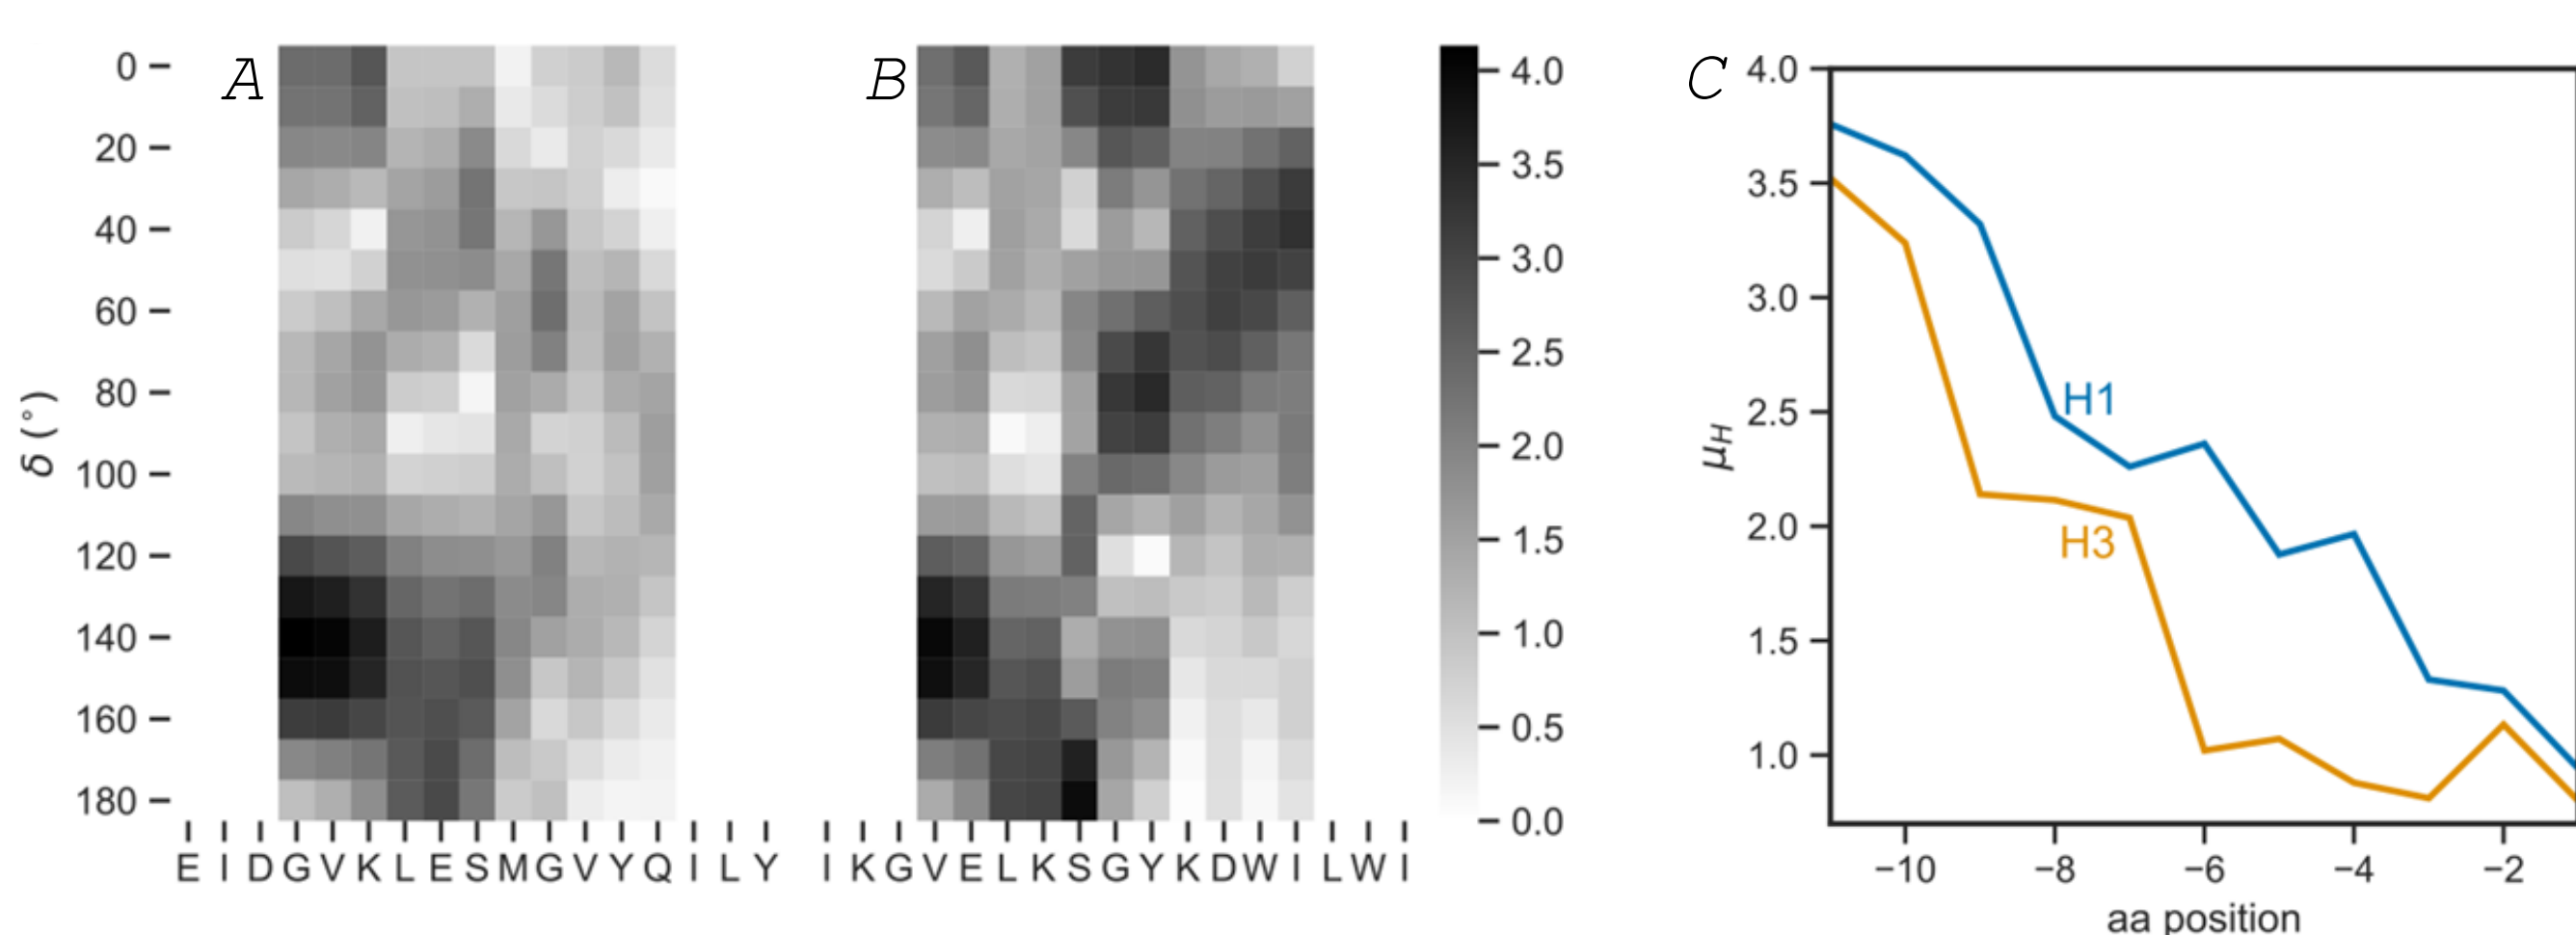 A
0
20
40
60
80
100
120
140
160
180
δ (°)
E I D G V K L E S M G V Y Q I L Y
B
I K G V E L K S G Y K D W I L W I
4.0
3.5
3.0
2.5
2.0
1.5
1.0
0.5
0.0
C
4.0
3.5
3.0
2.5
2.0
1.5
1.0
μH
H1
H3
−10 −8 −6 −4 −2
aa position